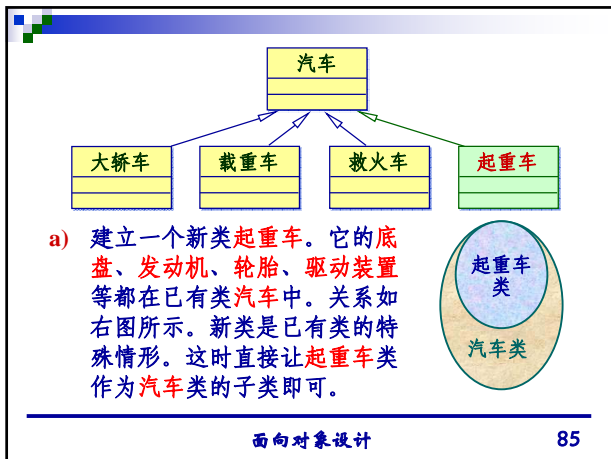 汽车
大轿车 载重车 救火车 起重车
a) 建立一个新类起重车。它的底
盘、发动机、轮胎、驱动装置
等都在已有类汽车中。关系如
右图所示。新类是已有类的特
殊情形。这时直接让起重车类
作为汽车类的子类即可。
起重车
类
汽车类
面向对象设计 85